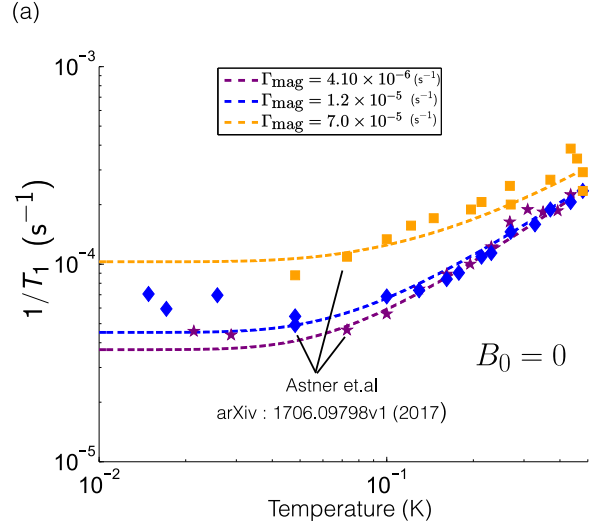 (a)
10⁻³
Γmag = 4.10 × 10⁻⁶ (s⁻¹)
Γmag = 1.2 × 10⁻⁵ (s⁻¹)
Γmag = 7.0 × 10⁻⁵ (s⁻¹)
1/T₁ (s⁻¹)
10⁻⁴
B₀ = 0
Astner et.al
arXiv : 1706.09798v1 (2017)
10⁻⁵
10⁻² 10⁻¹
Temperature (K)